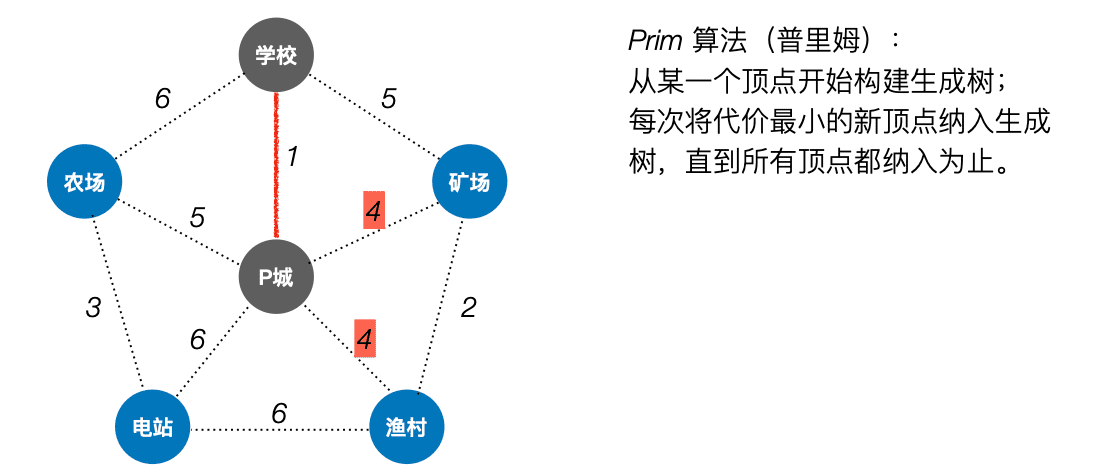 学校
6
5
1
农场
矿场
4
5
P城
3
2
6
4
电站
6
渔村
Prim 算法（普里姆）:
从某一个顶点开始构建生成树；
每次将代价最小的新顶点纳入生成
树，直到所有顶点都纳入为止。